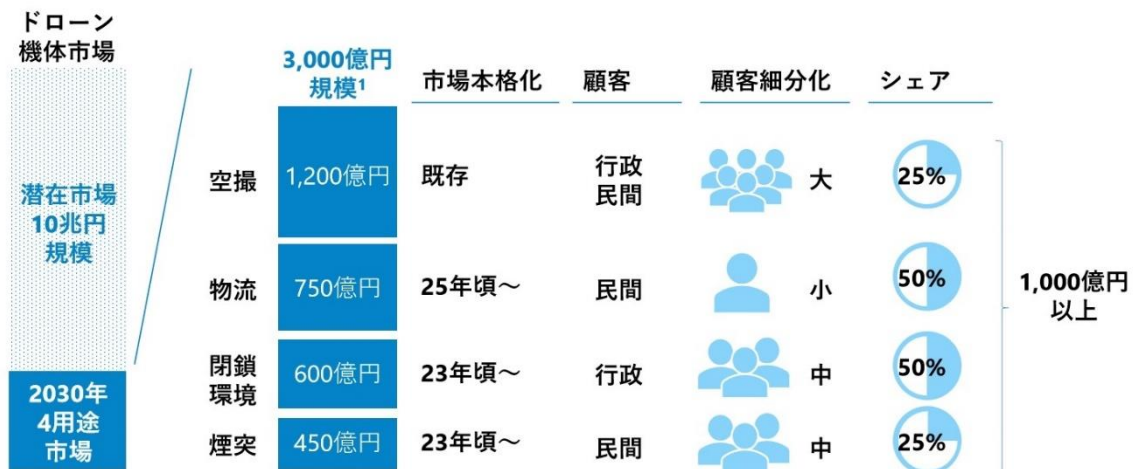 ドローン
機体市場
潜在市場
10兆円
規模
2030年
4用途
市場
3,000億円
規模1
市場本格化
顧客
顧客細分化
シェア
空撮
1,200億円
既存
行政
民間
大
25%
物流
750億円
25年頃～
民間
小
50%
閉鎖
環境
600億円
23年頃～
行政
中
50%
煙突
450億円
23年頃～
民間
中
25%
1,000億円
以上